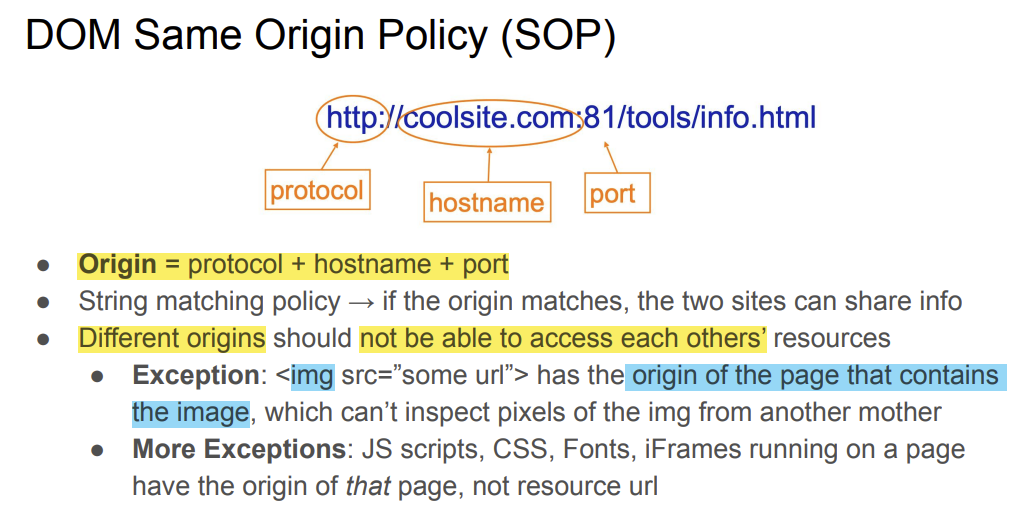 DOM Same Origin Policy (SOP)
http://coolsite.com:81/tools/info.html
protocol
hostname
port
● Origin = protocol + hostname + port
● String matching policy → if the origin matches, the two sites can share info
● Different origins should not be able to access each others’ resources
● Exception: <img src=”some url”> has the origin of the page that contains
the image, which can’t inspect pixels of the img from another mother
● More Exceptions: JS scripts, CSS, Fonts, iFrames running on a page
have the origin of that page, not resource url